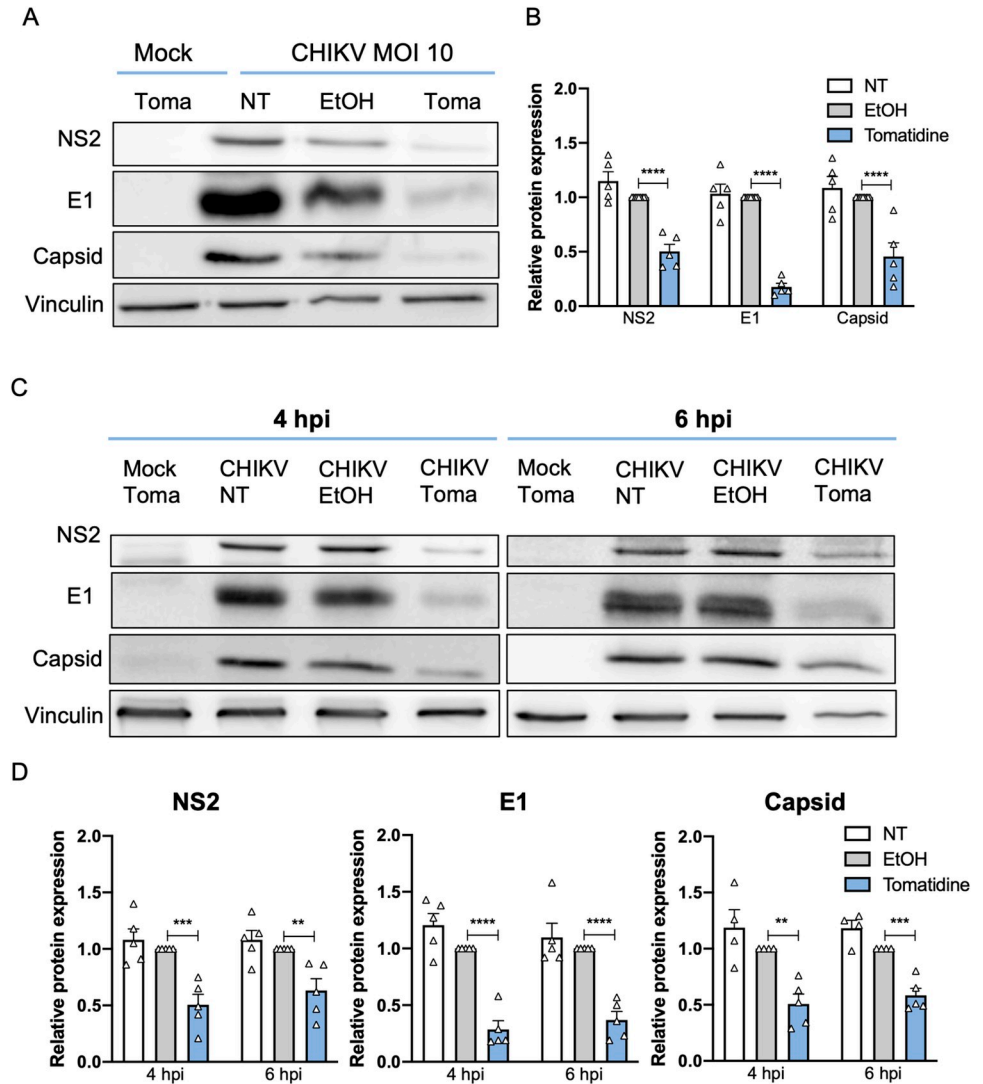 A
Mock CHIKV MOI 10
Toma NT EtOH Toma
NS2
E1
Capsid
Vinculin
B
Relative protein expression
2.0
1.5
1.0
0.5
0.0
NT
EtOH
Tomatidine
**** **** ****
NS2 E1 Capsid
C
4 hpi 6 hpi
Mock CHIKV CHIKV CHIKV Mock CHIKV CHIKV CHIKV
Toma NT EtOH Toma Toma NT EtOH Toma
NS2
E1
Capsid
Vinculin
D
NS2
Relative protein expression
2.0
1.5
1.0
0.5
0.0
*** **
4 hpi 6 hpi
E1
Relative protein expression
2.0
1.5
1.0
0.5
0.0
**** ****
4 hpi 6 hpi
Capsid
Relative protein expression
2.0
1.5
1.0
0.5
0.0
NT
EtOH
Tomatidine
** ***
4 hpi 6 hpi